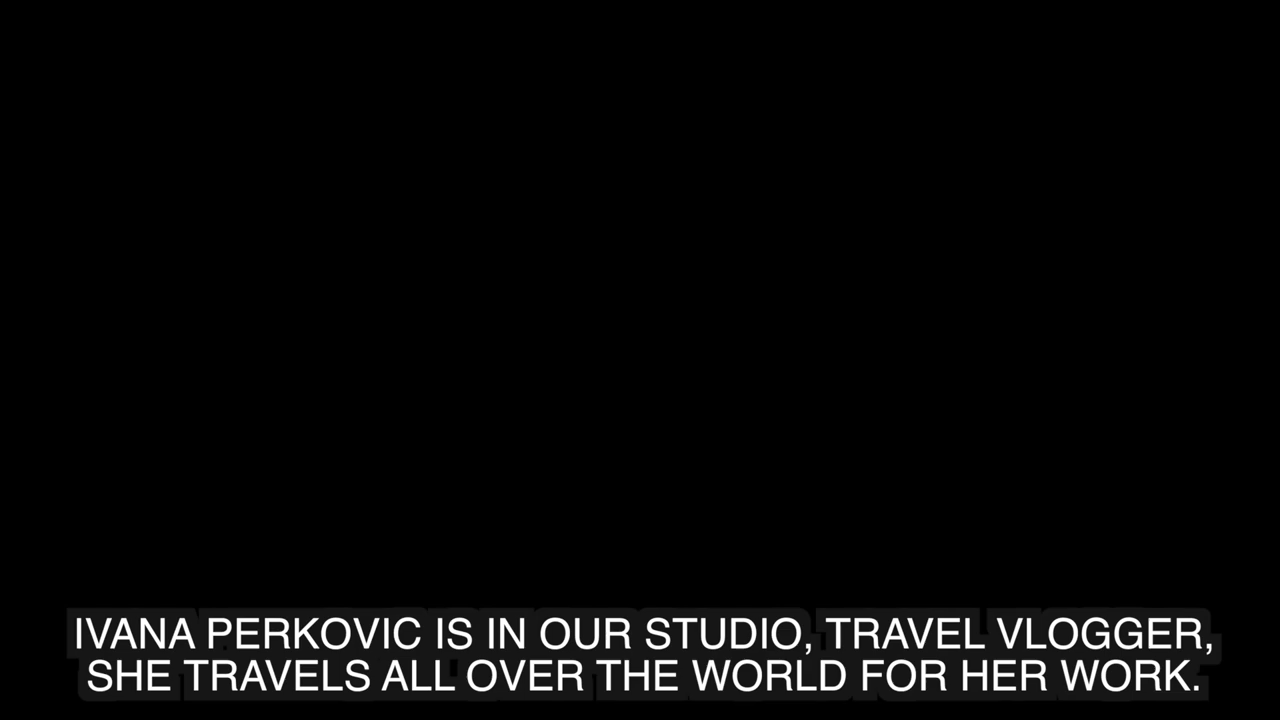 IVANA PERKOVIC IS IN OUR STUDIO, TRAVEL VLOGGER,
SHE TRAVELS ALL OVER THE WORLD FOR HER WORK.